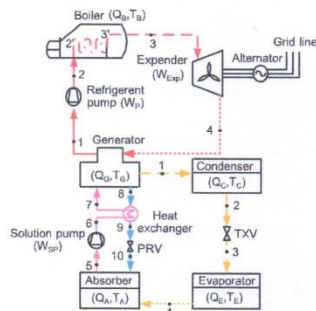 Boiler (Q_B, T_B)
Grid line
2'
3'
3
Expender
(W_Exp)
Alternator
2
Refrigerent
pump (W_P)
1
4
Generator
(Q_G,T_G)
1
Condenser
(Q_C,T_C)
7
8
Heat
exchanger
2
TXV
6
9
Solution pump
(W_SP)
10
PRV
3
5
Absorber
(Q_A,T_A)
Evaporator
(Q_E,T_E)
4